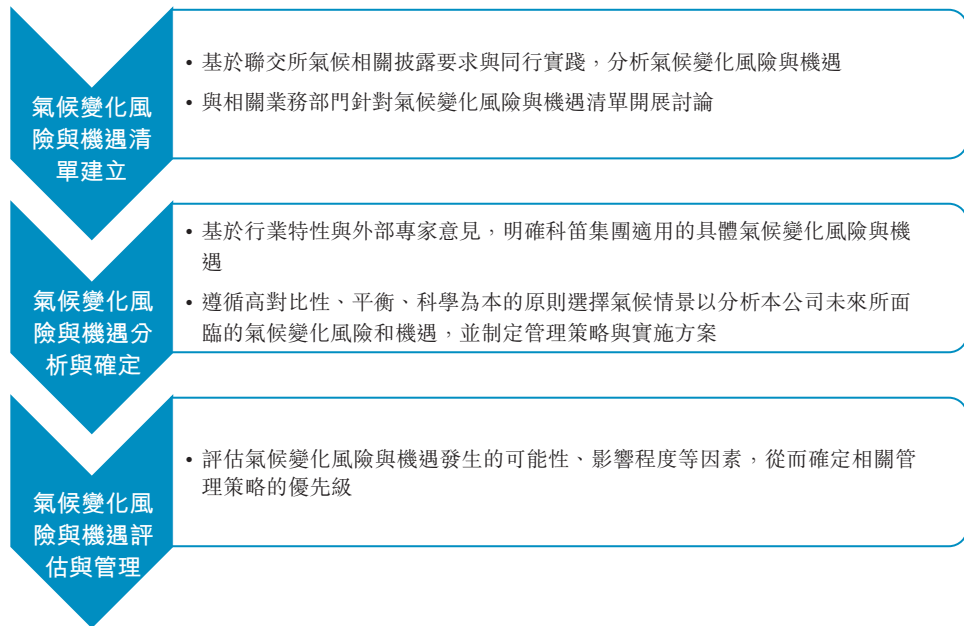 氣候變化風
險與機遇清
單建立
• 基於聯交所氣候相關披露要求與同行實踐，分析氣候變化風險與機遇
• 與相關業務部門針對氣候變化風險與機遇清單開展討論
氣候變化風
險與機遇分
析與確定
• 基於行業特性與外部專家意見，明確科笛集團適用的具體氣候變化風險與機
遇
• 遵循高對比性、平衡、科學為本的原則選擇氣候情景以分析本公司未來所面
臨的氣候變化風險和機遇，並制定管理策略與實施方案
氣候變化風
險與機遇評
估與管理
• 評估氣候變化風險與機遇發生的可能性、影響程度等因素，從而確定相關管
理策略的優先級